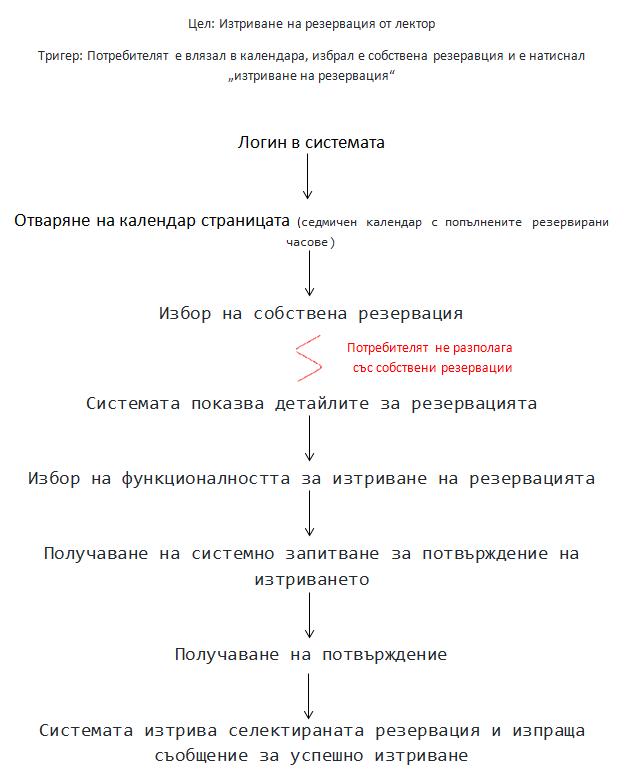 Цел: Изтриване на резервация от лектор
Тригер: Потребителят е влязал в календара, избрал е собствена резеравция и е натиснал
„изтриване на резервация“
Логин в системата
Отваряне на календар страницата (седмичен календар с попълнените резервирани
часове)
Избор на собствена резервация
Потребителят не разполага
със собствени резервации
Системата показва детайлите за резервацията
Избор на функционалността за изтриване на резервацията
Получаване на системно запитване за потвърждение на
изтриването
Получаване на потвърждение
Системата изтрива селектираната резервация и изпраща
съобщение за успешно изтриване